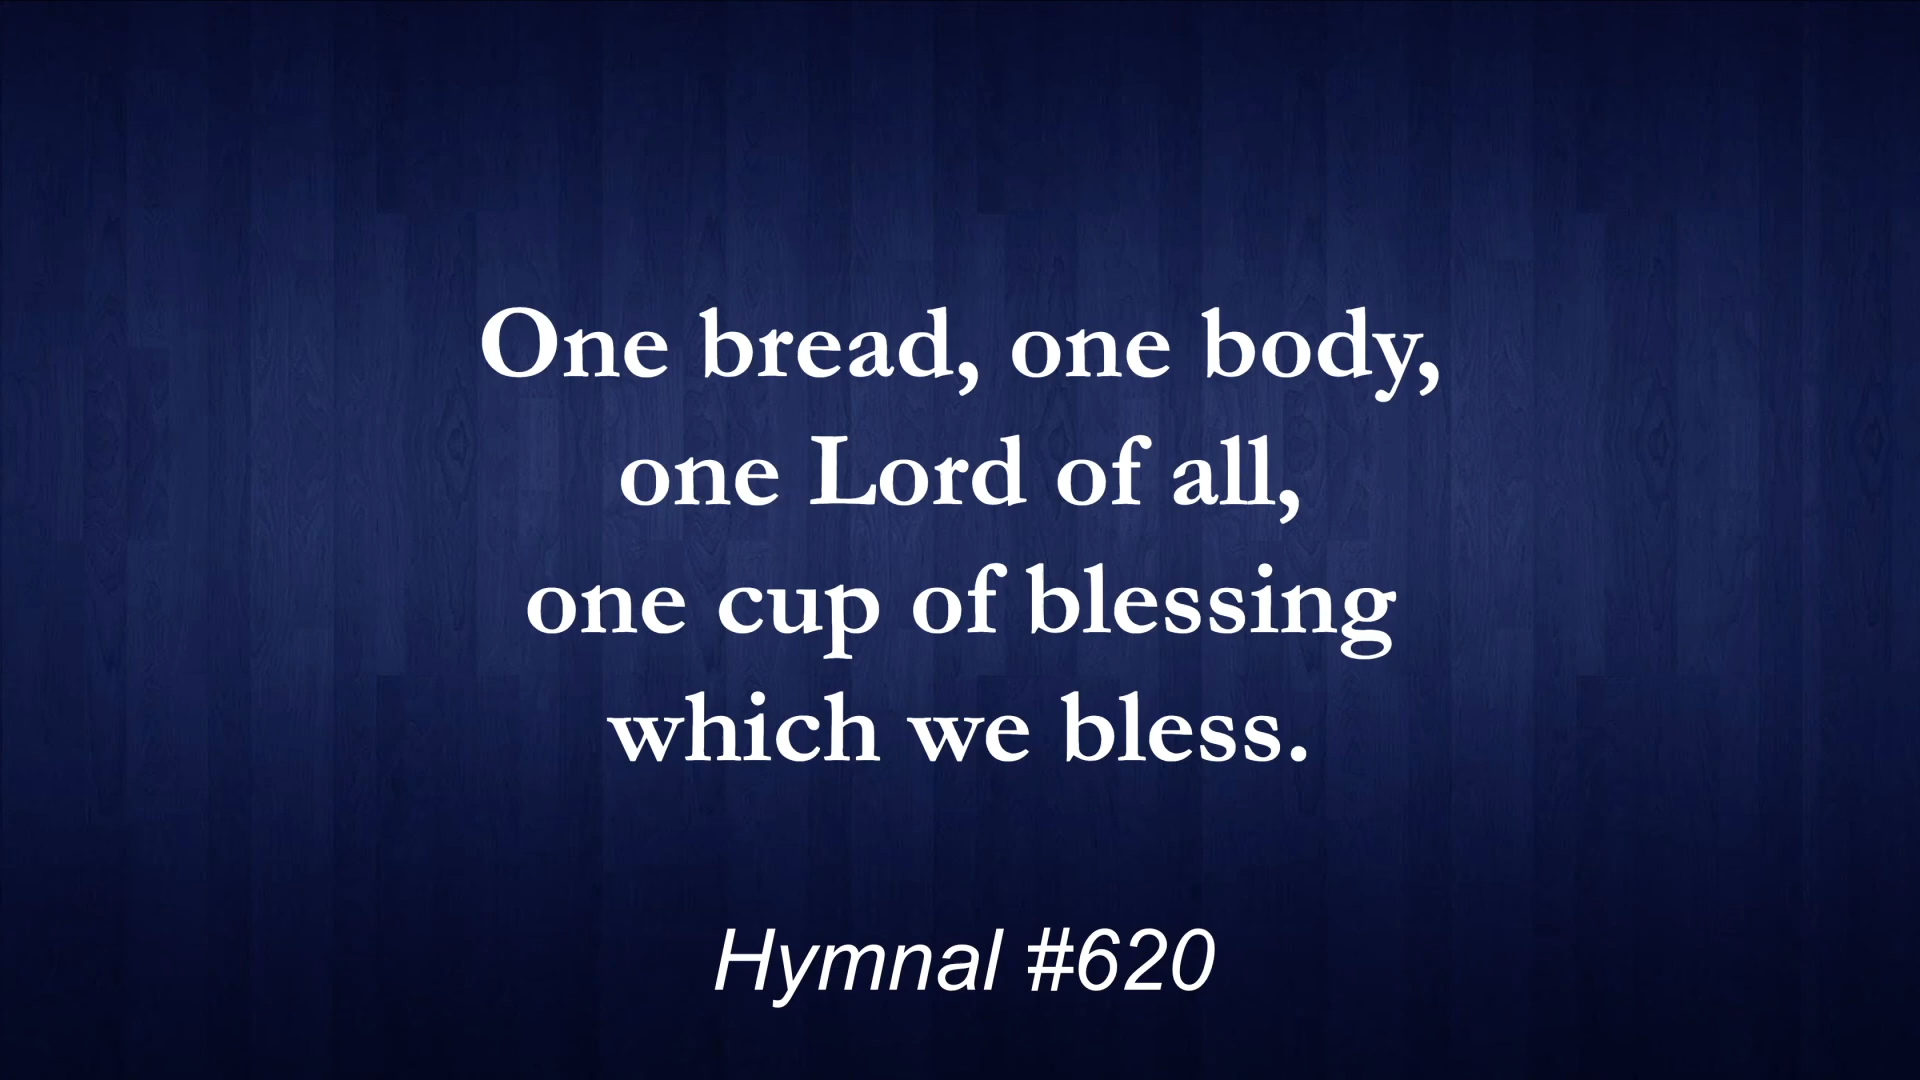 One bread, one body,
one Lord of all,
one cup of blessing
which we bless.
Hymnal #620